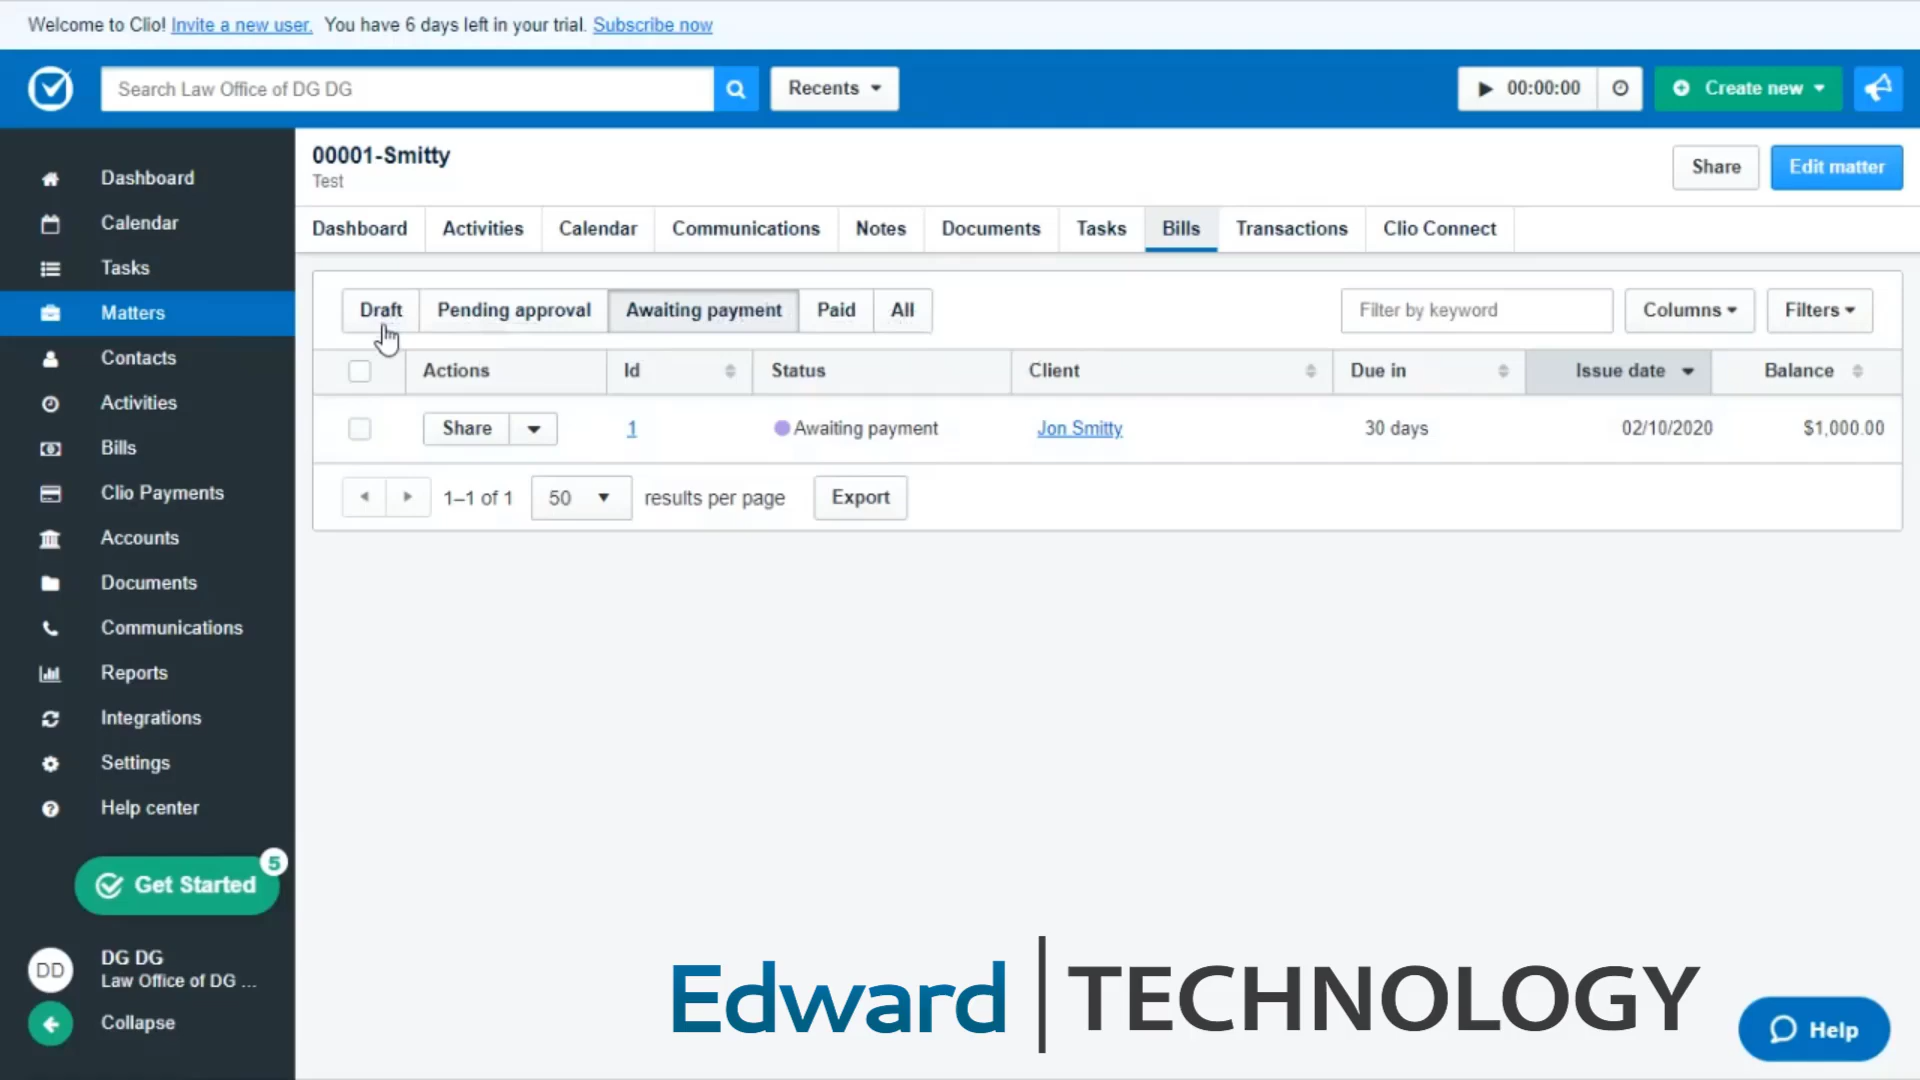 Welcome to Clio! Invite a new user. You have 6 days left in your trial. Subscribe now
Search Law Office of DG DG
Recents
00:00:00
Create new
00001-Smitty
Test
Share
Edit matter
Dashboard
Calendar
Tasks
Matters
Contacts
Activities
Bills
Clio Payments
Accounts
Documents
Communications
Reports
Integrations
Settings
Help center
5
Get Started
DD
DG DG
Law Office of DG ...
Collapse
Dashboard Activities Calendar Communications Notes Documents Tasks Bills Transactions Clio Connect
Draft Pending approval Awaiting payment Paid All
Filter by keyword Columns Filters
Actions Id Status Client Due in Issue date Balance
Share 1 Awaiting payment Jon Smitty 30 days 02/10/2020 $1,000.00
1–1 of 1 50 results per page Export
Edward TECHNOLOGY
Help